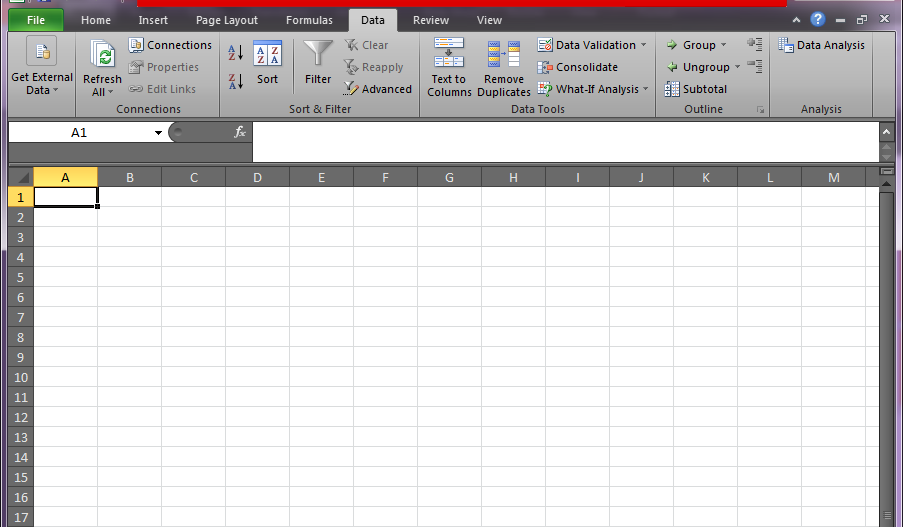 File Home Insert Page Layout Formulas Data Review View
Get External Data
Refresh All
Connections
Properties
Edit Links
Connections
A Z
Z A
Sort
Filter
Clear
Reapply
Advanced
Sort & Filter
Text to Columns
Remove Duplicates
Data Validation
Consolidate
What-If Analysis
Data Tools
Group
Ungroup
Subtotal
Outline
Data Analysis
Analysis
A1 fx
A B C D E F G H I J K L M
1
2
3
4
5
6
7
8
9
10
11
12
13
14
15
16
17